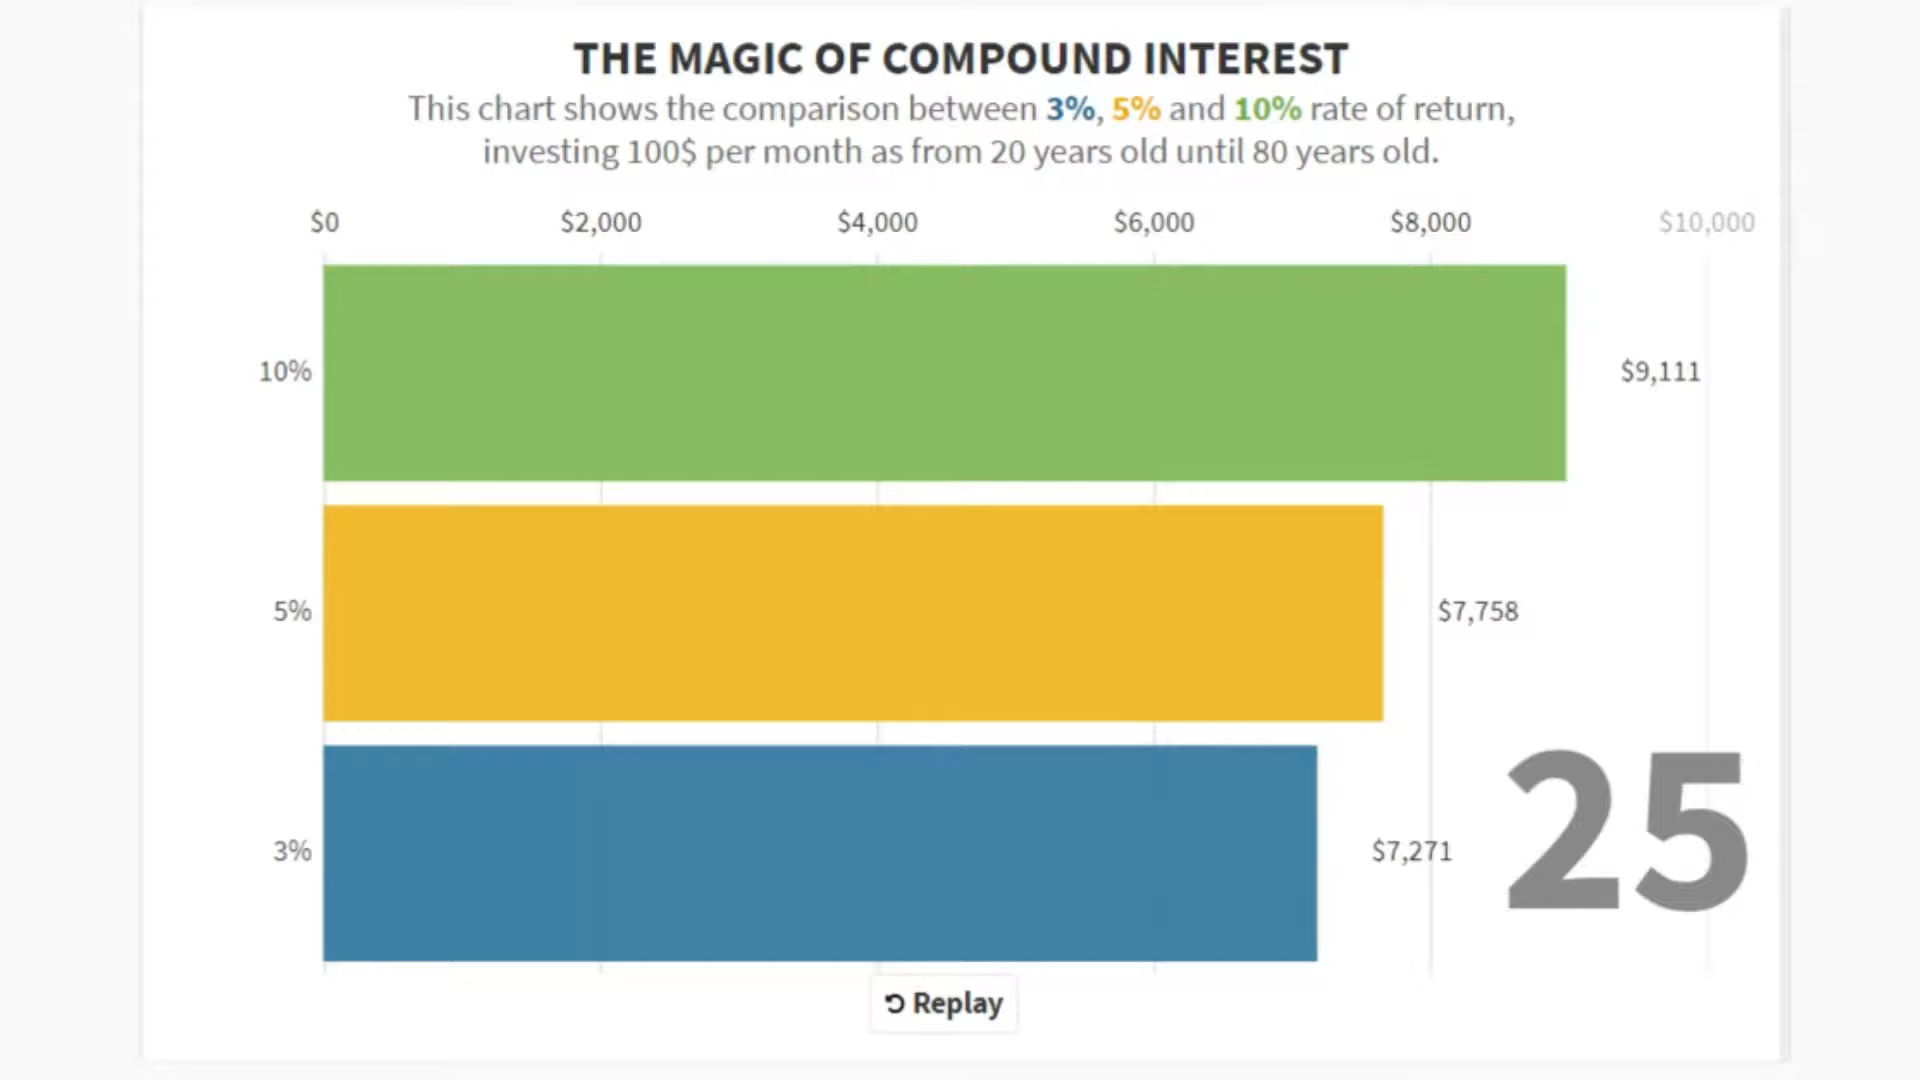 THE MAGIC OF COMPOUND INTEREST
This chart shows the comparison between 3%, 5% and 10% rate of return,
investing 100$ per month as from 20 years old until 80 years old.
$0 $2,000 $4,000 $6,000 $8,000 $10,000
10% $9,111
5% $7,758
3% $7,271
25
Replay